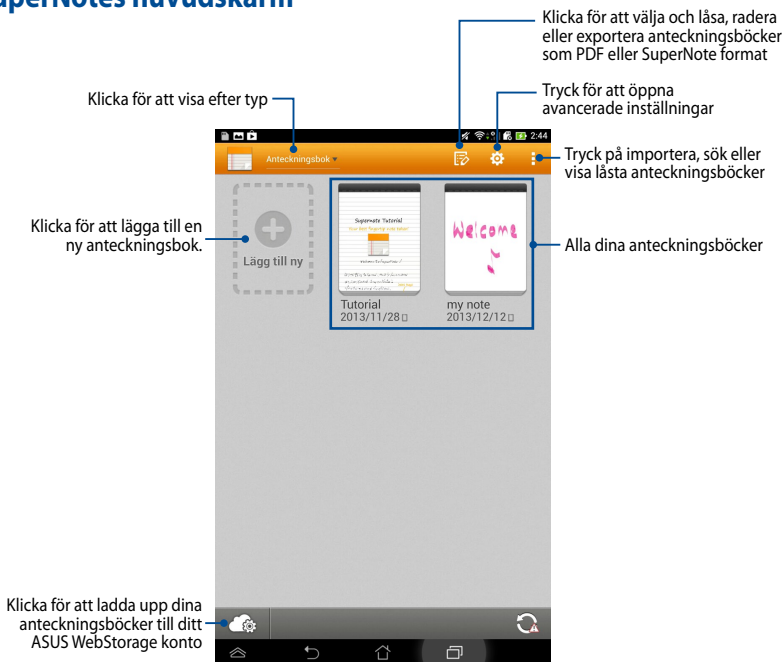 uperNotes huvudskärm
Klicka för att välja och låsa, radera
eller exportera anteckningsböcker
som PDF eller SuperNote format
Klicka för att visa efter typ
Tryck för att öppna
avancerade inställningar
2:44
Anteckningsbok
Tryck på importera, sök eller
visa låsta anteckningsböcker
Klicka för att lägga till en
ny anteckningsbok.
Lägg till ny
Supernote Tutorial
Welcome
Alla dina anteckningsböcker
Tutorial
2013/11/28
my note
2013/12/12
Klicka för att ladda upp dina
anteckningsböcker till ditt
ASUS WebStorage konto